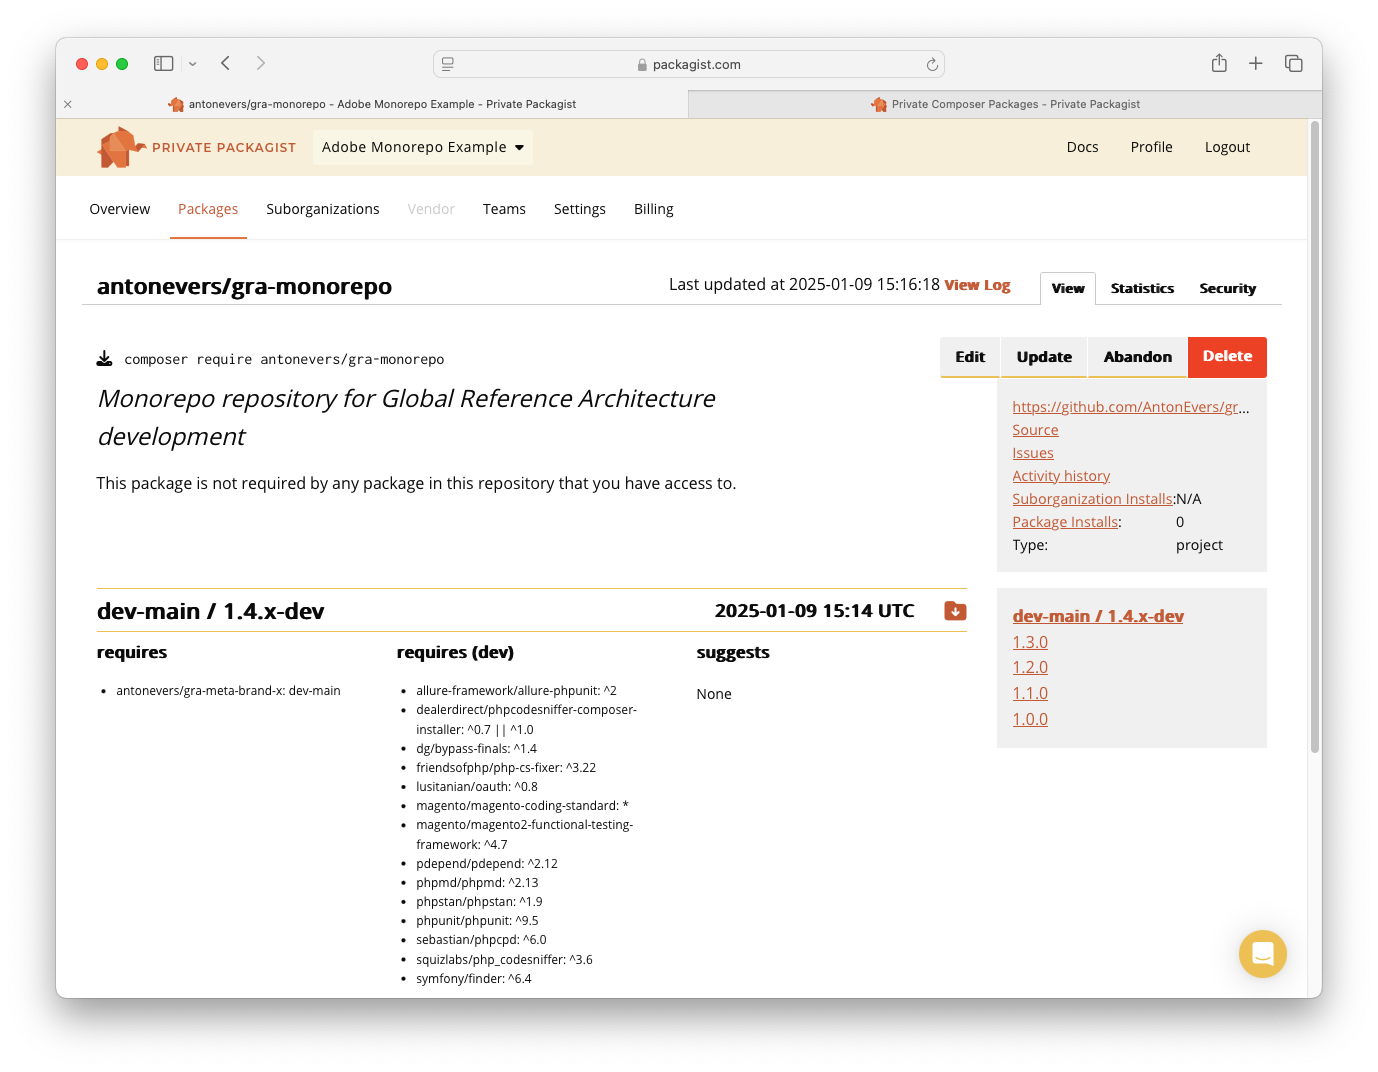 packagist.com
antonevers/gra-monorepo - Adobe Monorepo Example - Private Packagist
Private Composer Packages - Private Packagist
PRIVATE PACKAGIST
Adobe Monorepo Example
Docs
Profile
Logout
Overview
Packages
Suborganizations
Vendor
Teams
Settings
Billing
antonevers/gra-monorepo
Last updated at 2025-01-09 15:16:18 View Log
View
Statistics
Security
composer require antonevers/gra-monorepo
Edit
Update
Abandon
Delete
Monorepo repository for Global Reference Architecture
development
This package is not required by any package in this repository that you have access to.
https://github.com/AntonEvers/gr...
Source
Issues
Activity history
Suborganization Installs:N/A
Package Installs: 0
Type: project
dev-main / 1.4.x-dev
2025-01-09 15:14 UTC
requires
antonevers/gra-meta-brand-x: dev-main
requires (dev)
allure-framework/allure-phpunit: ^2
dealerdirect/phpcodesniffer-composer-
installer: ^0.7 || ^1.0
dg/bypass-finals: ^1.4
friendsofphp/php-cs-fixer: ^3.22
lusitanian/oauth: ^0.8
magento/magento-coding-standard: *
magento/magento2-functional-testing-
framework: ^4.7
pdepend/pdepend: ^2.12
phpmd/phpmd: ^2.13
phpstan/phpstan: ^1.9
phpunit/phpunit: ^9.5
sebastian/phpcpd: ^6.0
squizlabs/php_codesniffer: ^3.6
symfony/finder: ^6.4
suggests
None
dev-main / 1.4.x-dev
1.3.0
1.2.0
1.1.0
1.0.0